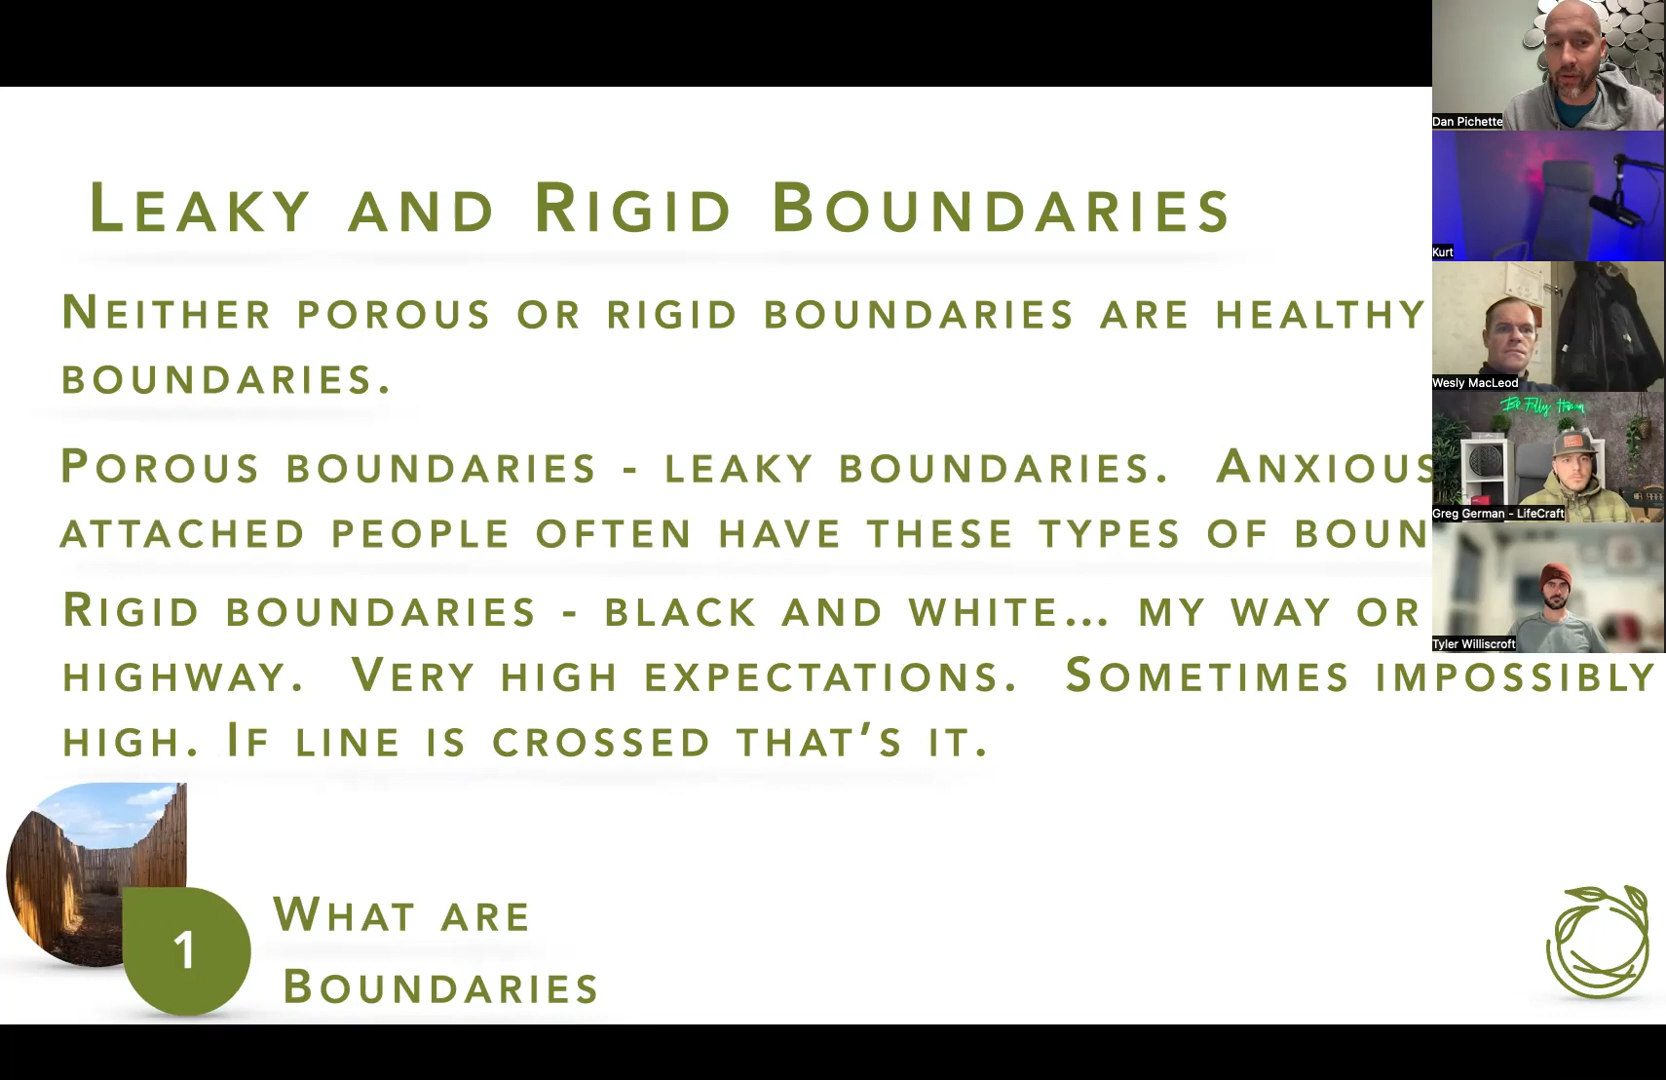 Leaky and Rigid Boundaries
Neither porous or rigid boundaries are healthy
boundaries.
Porous boundaries - leaky boundaries. Anxious
attached people often have these types of boun
Rigid boundaries - black and white... my way or
highway. Very high expectations. Sometimes impossibly
high. If line is crossed that's it.
1
What are
Boundaries
Dan Pichette
Kurt
Wesly MacLeod
Be Fully Human
Greg German - LifeCraft
Tyler Williscroft